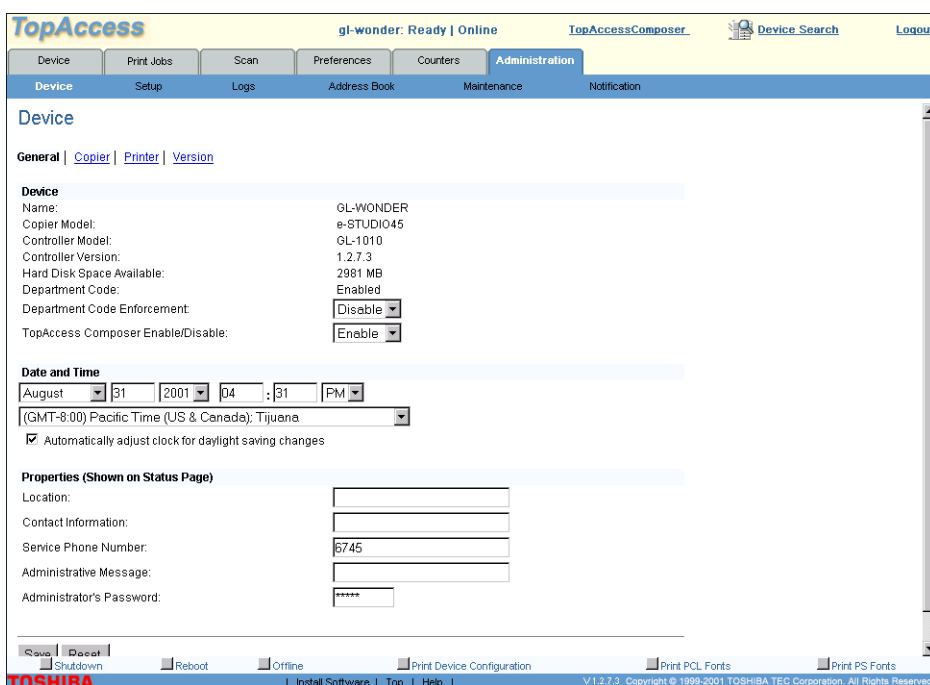 TopAccess gl-wonder: Ready | Online TopAccessComposer Device Search Logou
Device Print Jobs Scan Preferences Counters Administration
Device Setup Logs Address Book Maintenance Notification
Device
General | Copier | Printer | Version
Device
Name: GL-WONDER
Copier Model: e-STUDIO45
Controller Model: GL-1010
Controller Version: 1.2.7.3
Hard Disk Space Available: 2981 MB
Department Code: Enabled
Department Code Enforcement: Disable
TopAccess Composer Enable/Disable: Enable
Date and Time
August 31 2001 04 : 31 PM
(GMT-8:00) Pacific Time (US & Canada); Tijuana
Automatically adjust clock for daylight saving changes
Properties (Shown on Status Page)
Location:
Contact Information:
Service Phone Number: 6745
Administrative Message:
Administrator's Password: *****
Save Reset
Shutdown Reboot Offline Print Device Configuration Print PCL Fonts Print PS Fonts
TOSHIBA | Install Software | Top | Help | V 1.2.7.3 Copyright © 1999-2001 TOSHIBA TEC Corporation. All Rights Reserved